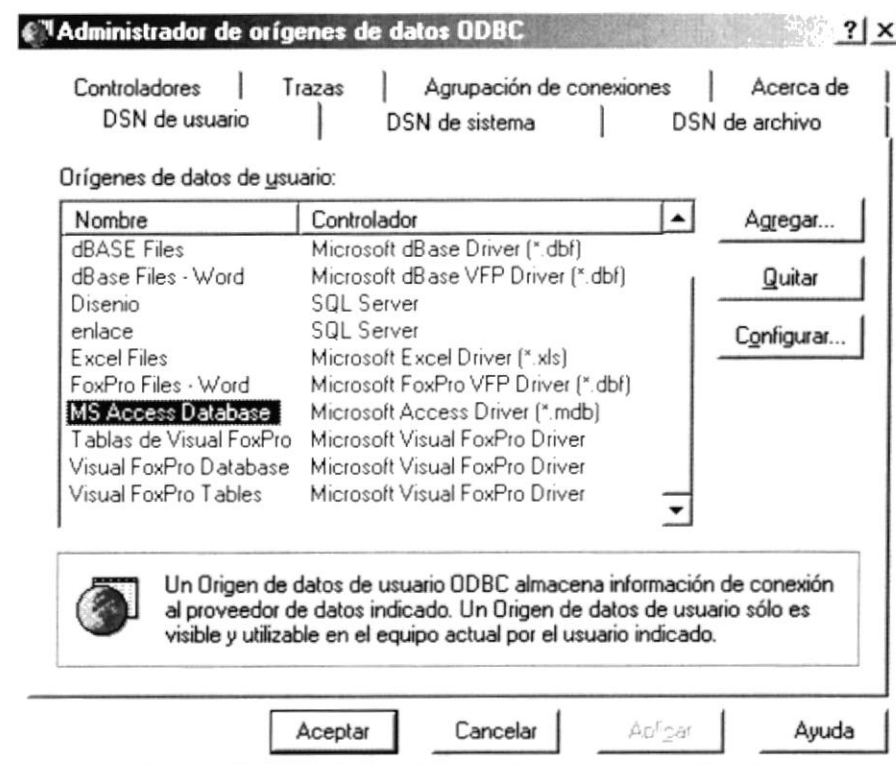 Administrador de orígenes de datos ODBC ? ×
Controladores Trazas Agrupación de conexiones Acerca de
DSN de usuario DSN de sistema DSN de archivo
Orígenes de datos de usuario:
Nombre Controlador
dBASE Files Microsoft dBase Driver (*.dbf)
dBase Files - Word Microsoft dBase VFP Driver (*.dbf)
Disenio SQL Server
enlace SQL Server
Excel Files Microsoft Excel Driver (*.xls)
FoxPro Files - Word Microsoft FoxPro VFP Driver (*.dbf)
MS Access Database Microsoft Access Driver (*.mdb)
Tablas de Visual FoxPro Microsoft Visual FoxPro Driver
Visual FoxPro Database Microsoft Visual FoxPro Driver
Visual FoxPro Tables Microsoft Visual FoxPro Driver
Agregar...
Quitar
Configurar...
Un Origen de datos de usuario ODBC almacena información de conexión
al proveedor de datos indicado. Un Origen de datos de usuario sólo es
visible y utilizable en el equipo actual por el usuario indicado.
Aceptar Cancelar Aplicar Ayuda